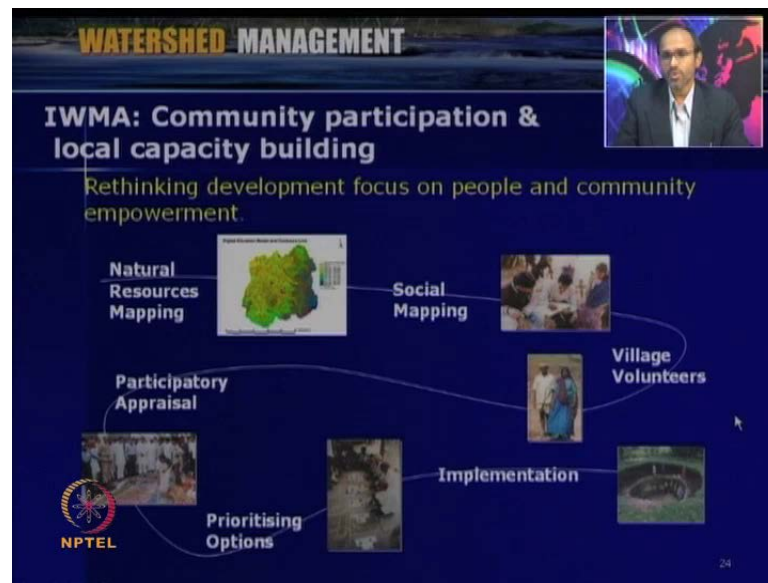 WATERSHED MANAGEMENT
IWMA: Community participation &
local capacity building
Rethinking development focus on people and community
empowerment.
Natural
Resources
Mapping
Social
Mapping
Village
Volunteers
Participatory
Appraisal
Prioritising
Options
Implementation
NPTEL
24